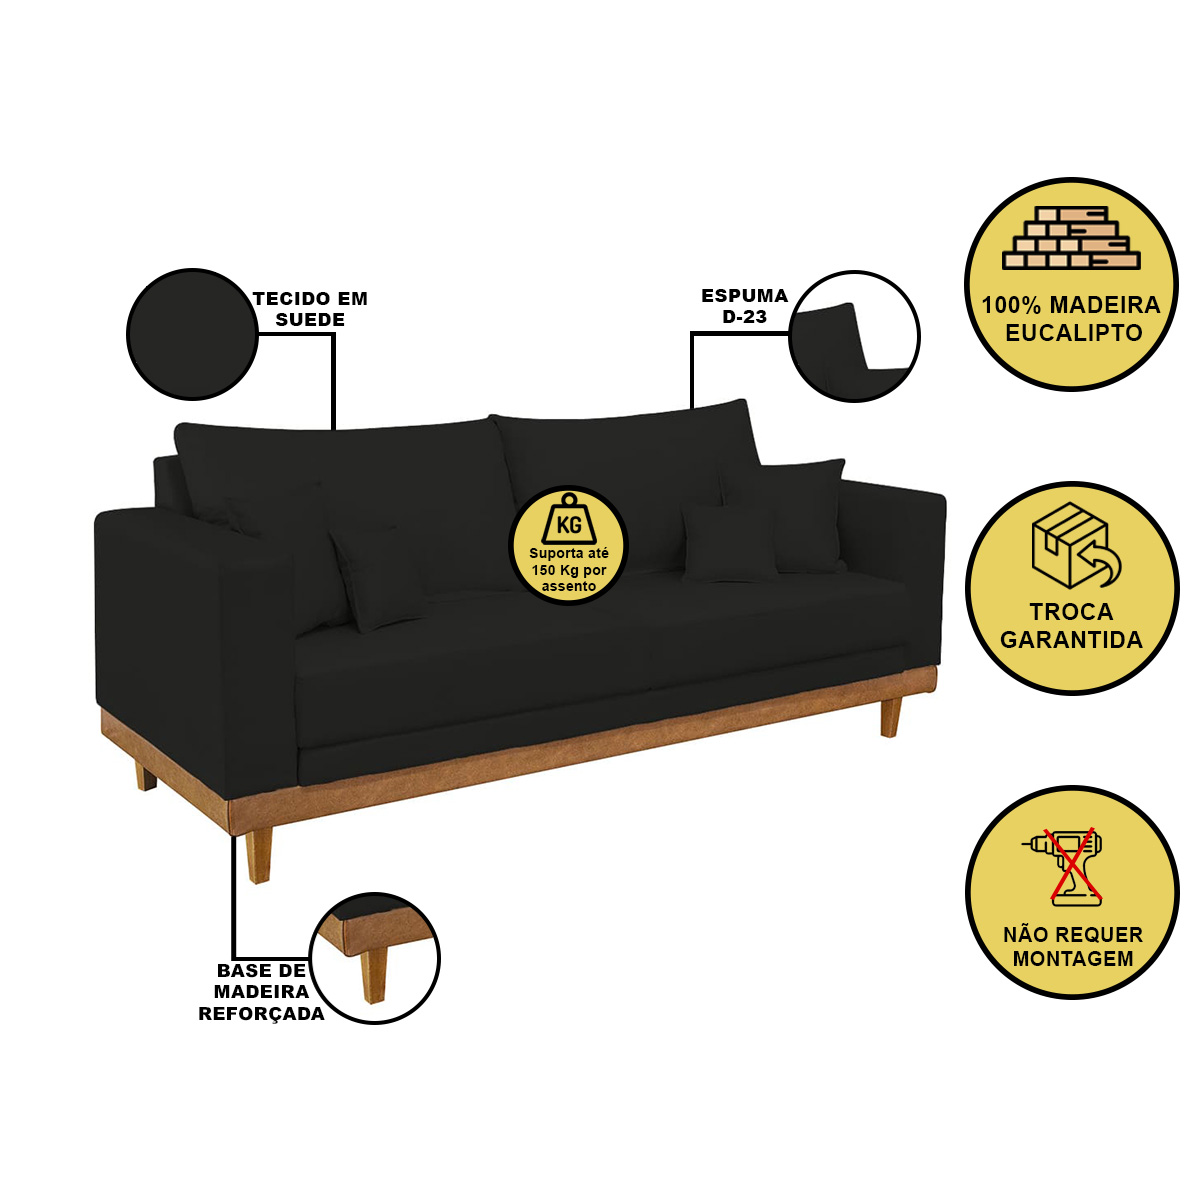 TECIDO EM
SUEDE
ESPUMA
D-23
100% MADEIRA
EUCALIPTO
KG
Suporta até
150 Kg por
assento
TROCA
GARANTIDA
NÃO REQUER
MONTAGEM
BASE DE
MADEIRA
REFORÇADA